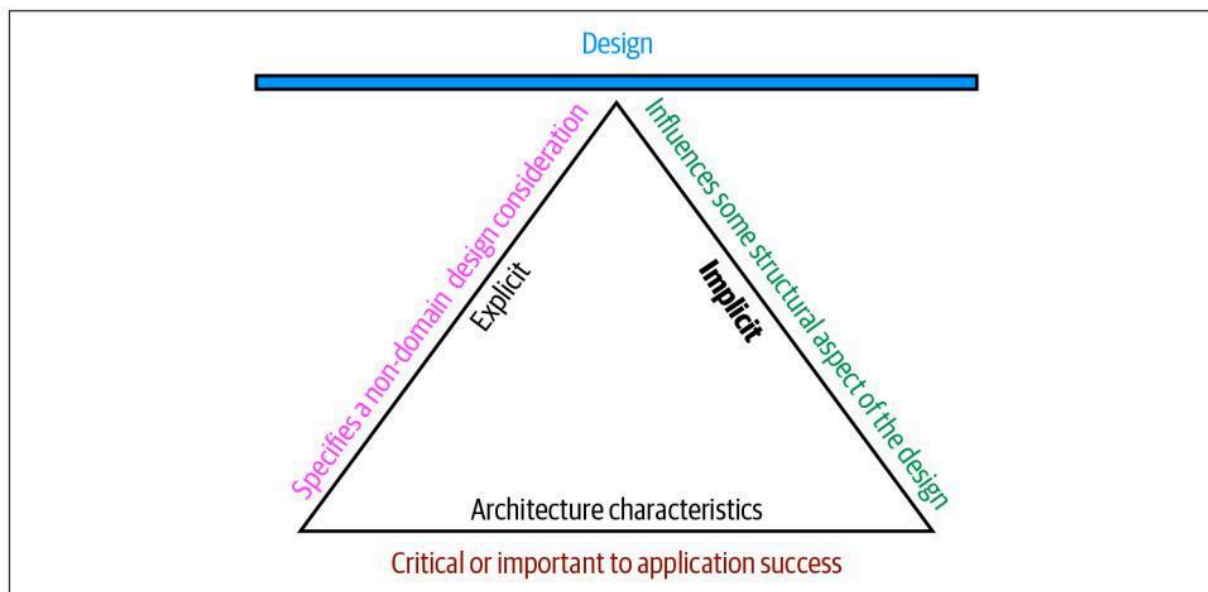 Design
Specifies a non-domain design consideration
Explicit
Implicit
Influences some structural aspect of the design
Architecture characteristics
Critical or important to application success